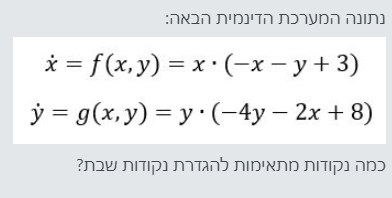 נתונה המערכת הדינמית הבאה:
ẋ = f(x, y) = x · (−x − y + 3)
ẏ = g(x, y) = y · (−4y − 2x + 8)
כמה נקודות מתאימות להגדרת נקודות שבת?